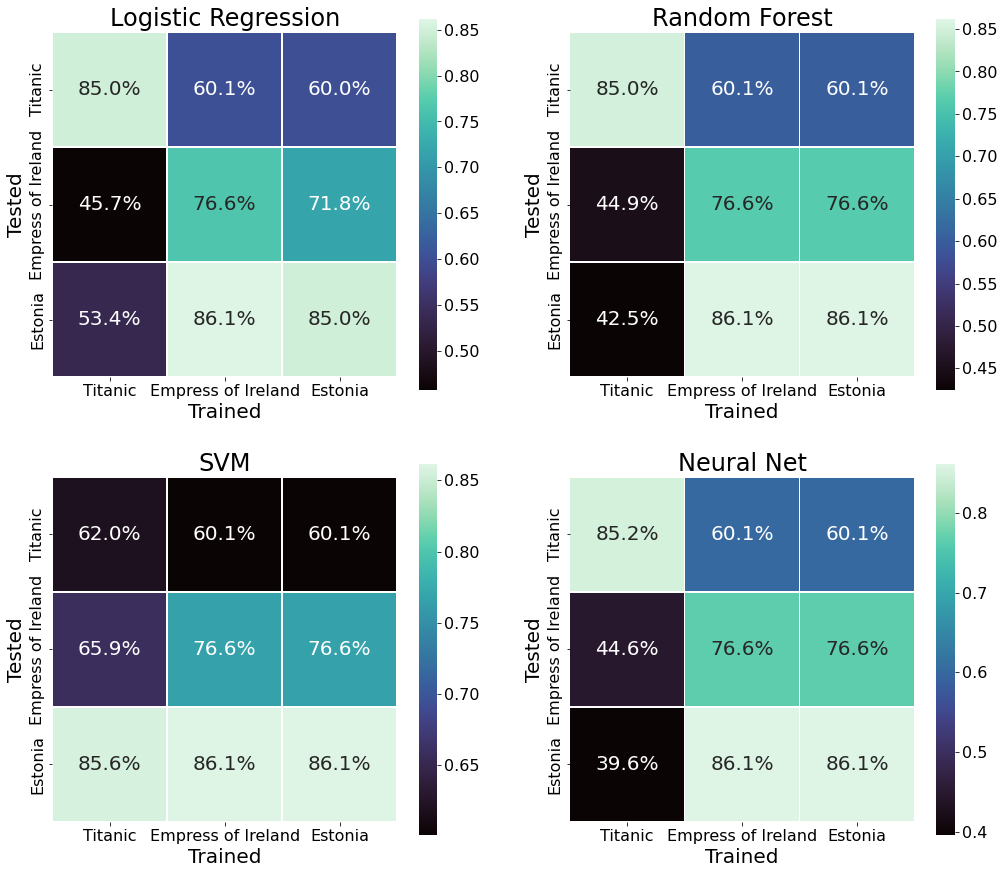 Logistic Regression
Tested
Titanic
Empress of Ireland
Estonia
85.0% 60.1% 60.0%
45.7% 76.6% 71.8%
53.4% 86.1% 85.0%
Titanic Empress of Ireland Estonia
Trained
0.85
0.80
0.75
0.70
0.65
0.60
0.55
0.50
Random Forest
Tested
Titanic
Empress of Ireland
Estonia
85.0% 60.1% 60.1%
44.9% 76.6% 76.6%
42.5% 86.1% 86.1%
Titanic Empress of Ireland Estonia
Trained
0.85
0.80
0.75
0.70
0.65
0.60
0.55
0.50
0.45
SVM
Tested
Titanic
Empress of Ireland
Estonia
62.0% 60.1% 60.1%
65.9% 76.6% 76.6%
85.6% 86.1% 86.1%
Titanic Empress of Ireland Estonia
Trained
0.85
0.80
0.75
0.70
0.65
Neural Net
Tested
Titanic
Empress of Ireland
Estonia
85.2% 60.1% 60.1%
44.6% 76.6% 76.6%
39.6% 86.1% 86.1%
Titanic Empress of Ireland Estonia
Trained
0.8
0.7
0.6
0.5
0.4